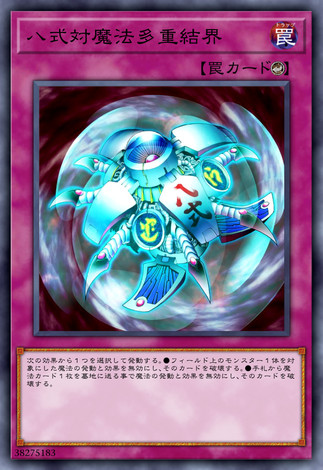 八式対魔法多重結界
トラップ
罠
【罠カード】
八式
次の効果から1つを選択して発動する。●フィールド上のモンスター1体を対
象にした魔法の発動と効果を無効にし、そのカードを破壊する。●手札から魔
法カード1枚を墓地に送る事で魔法の発動と効果を無効にし、そのカードを破
壊する。
38275183